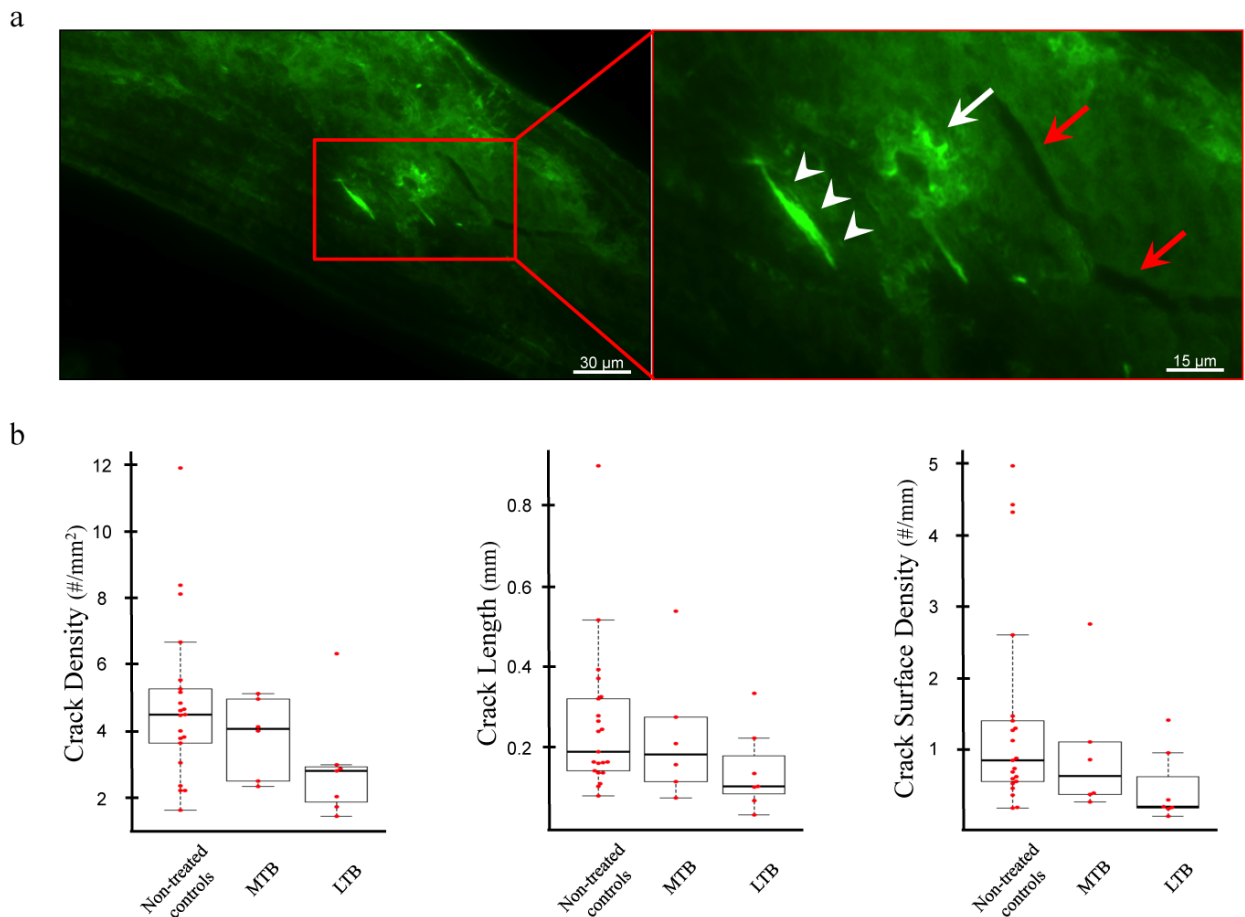 a
30 µm
15 µm
b
Crack Density (#/mm²)
12
10
8
6
4
2
Non-treated
controls
MTB
LTB
Crack Length (mm)
0.8
0.6
0.4
0.2
Non-treated
controls
MTB
LTB
Crack Surface Density (#/mm)
5
4
3
2
1
Non-treated
controls
MTB
LTB